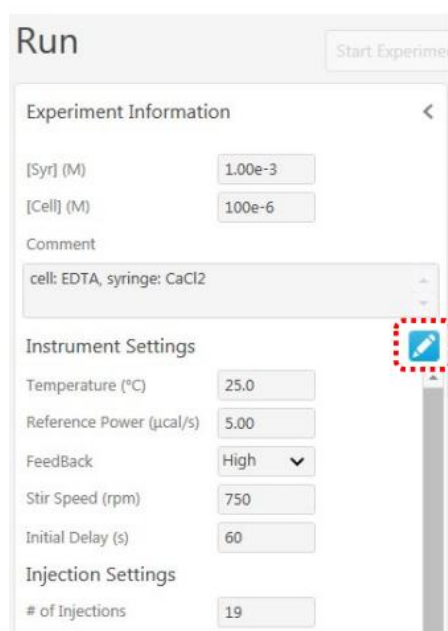 Run
Start Experime
Experiment Information
[Syr] (M) 1.00e-3
[Cell] (M) 100e-6
Comment
cell: EDTA, syringe: CaCl2
Instrument Settings
Temperature (°C) 25.0
Reference Power (µcal/s) 5.00
FeedBack High
Stir Speed (rpm) 750
Initial Delay (s) 60
Injection Settings
# of Injections 19